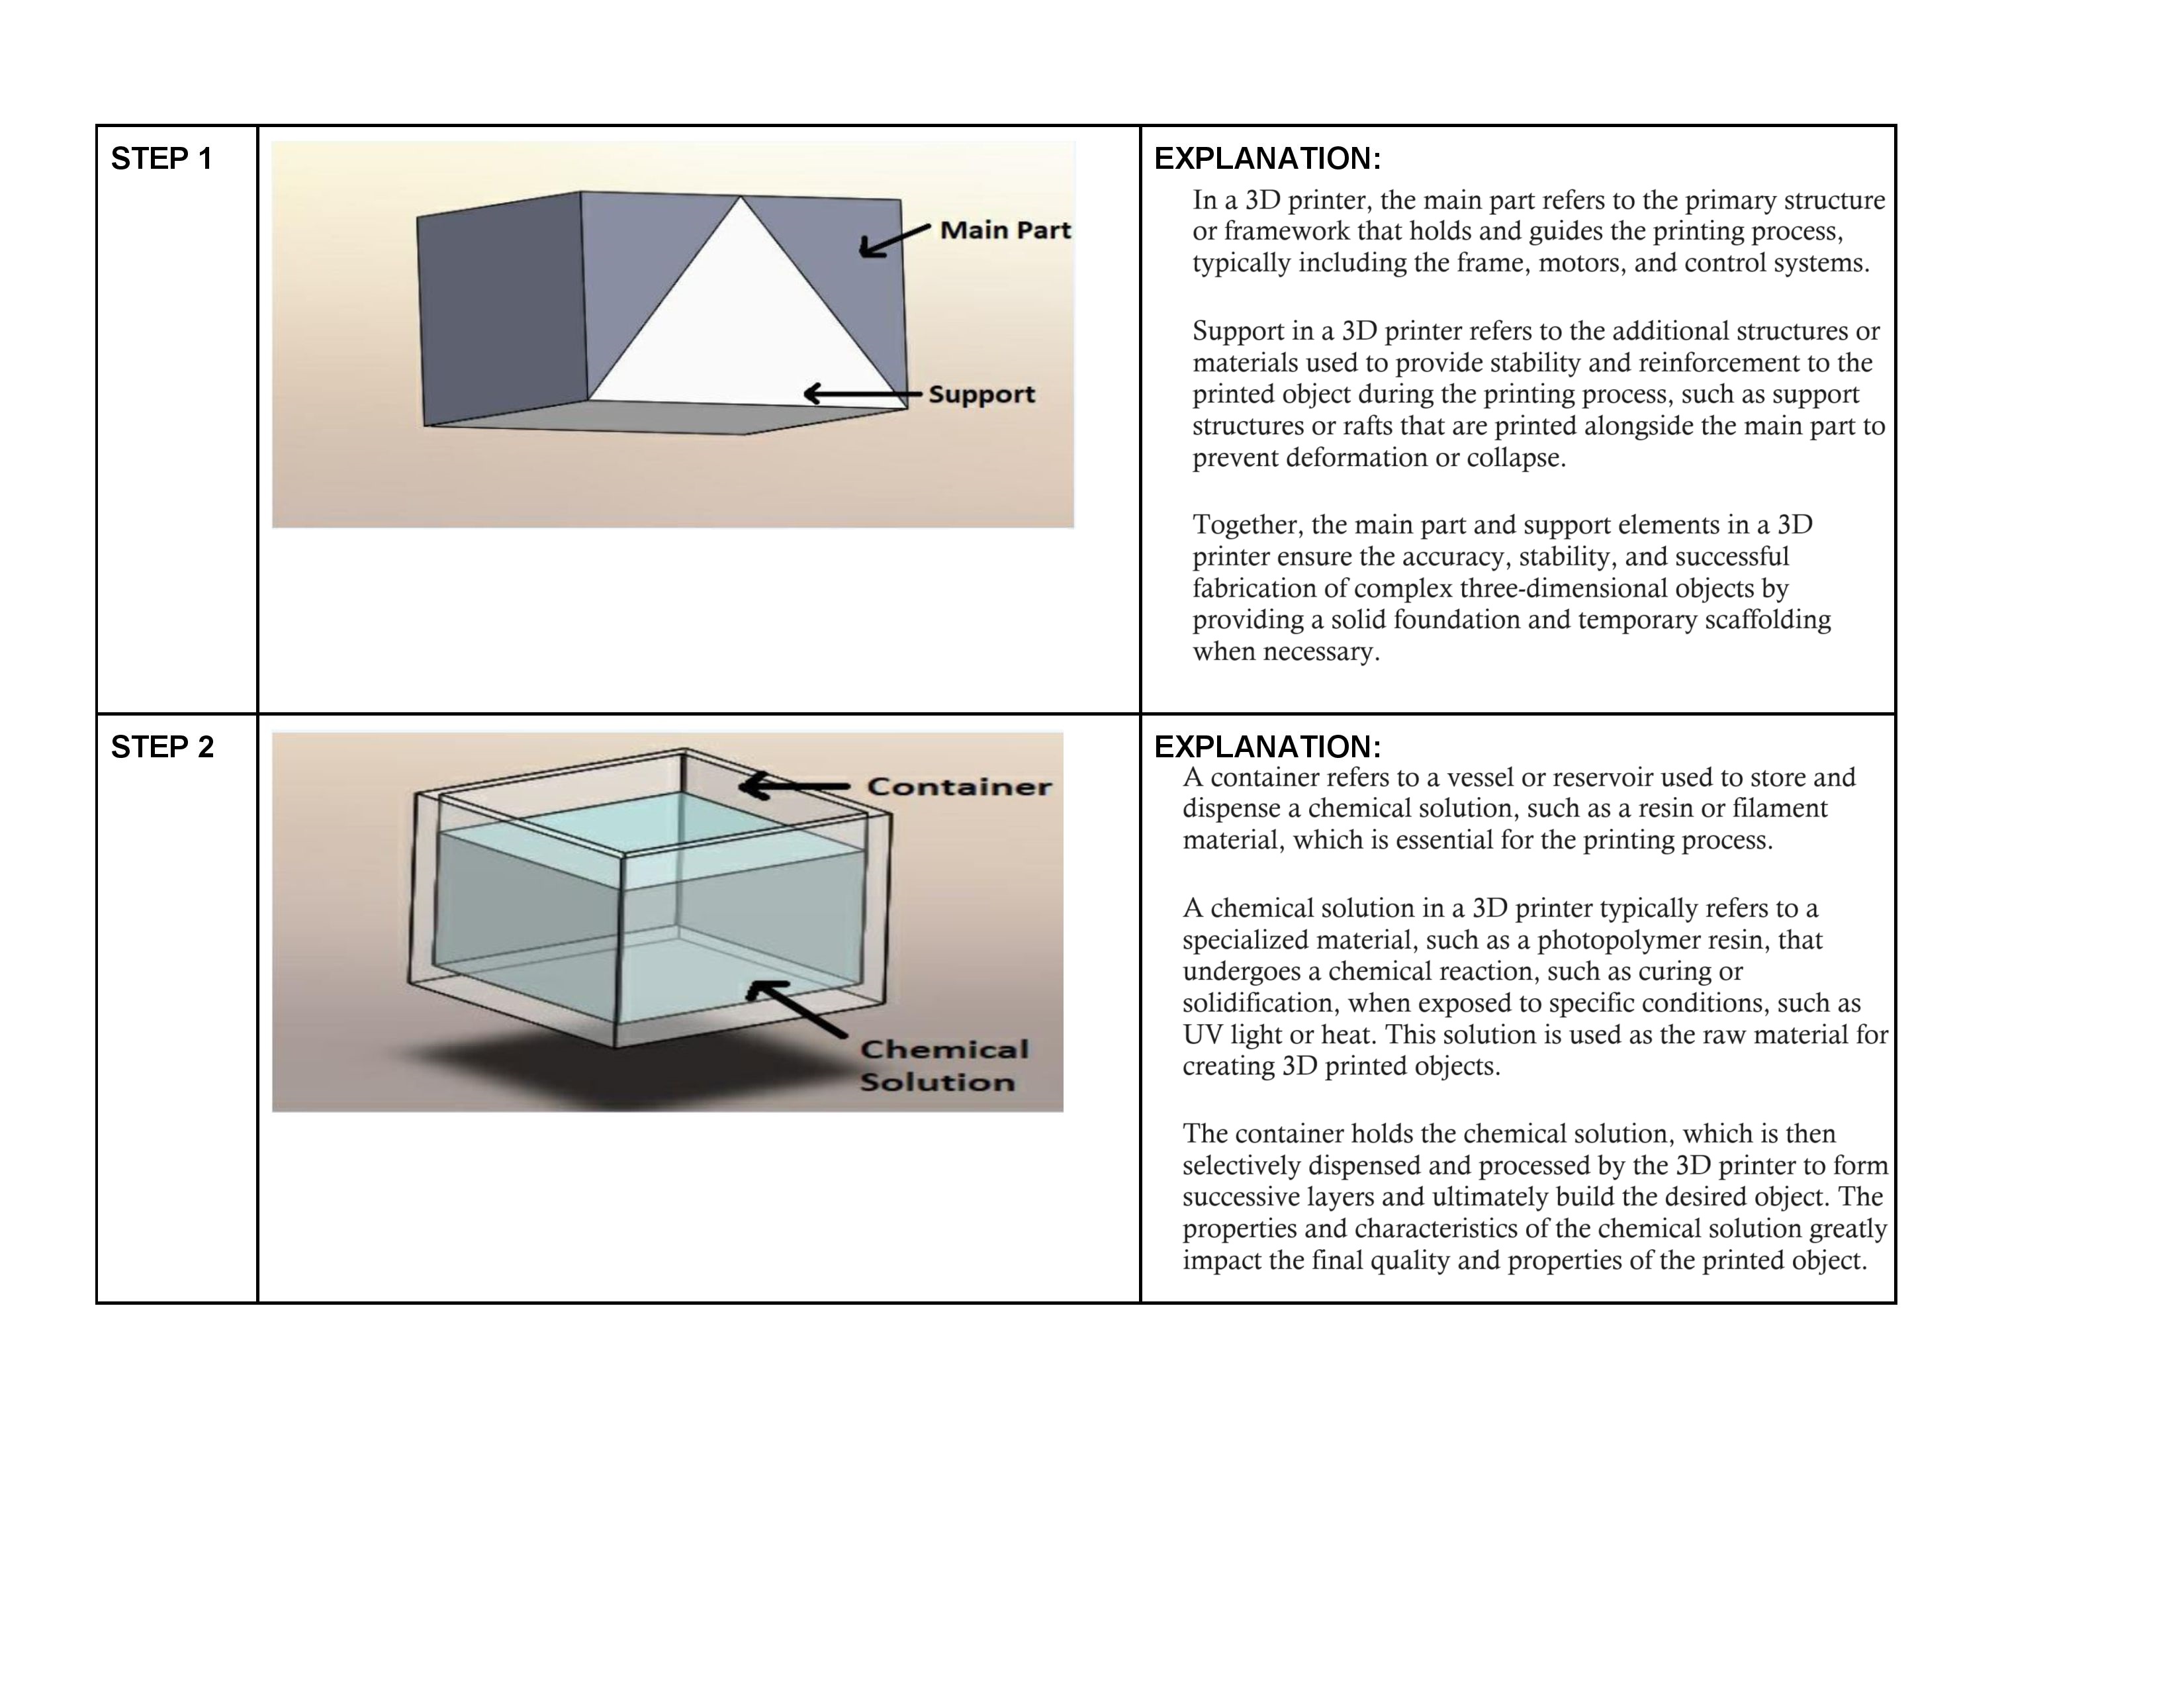 STEP 1
Main Part
Support
EXPLANATION:
In a 3D printer, the main part refers to the primary structure
or framework that holds and guides the printing process,
typically including the frame, motors, and control systems.
Support in a 3D printer refers to the additional structures or
materials used to provide stability and reinforcement to the
printed object during the printing process, such as support
structures or rafts that are printed alongside the main part to
prevent deformation or collapse.
Together, the main part and support elements in a 3D
printer ensure the accuracy, stability, and successful
fabrication of complex three-dimensional objects by
providing a solid foundation and temporary scaffolding
when necessary.
STEP 2
Container
Chemical
Solution
EXPLANATION:
A container refers to a vessel or reservoir used to store and
dispense a chemical solution, such as a resin or filament
material, which is essential for the printing process.
A chemical solution in a 3D printer typically refers to a
specialized material, such as a photopolymer resin, that
undergoes a chemical reaction, such as curing or
solidification, when exposed to specific conditions, such as
UV light or heat. This solution is used as the raw material for
creating 3D printed objects.
The container holds the chemical solution, which is then
selectively dispensed and processed by the 3D printer to form
successive layers and ultimately build the desired object. The
properties and characteristics of the chemical solution greatly
impact the final quality and properties of the printed object.